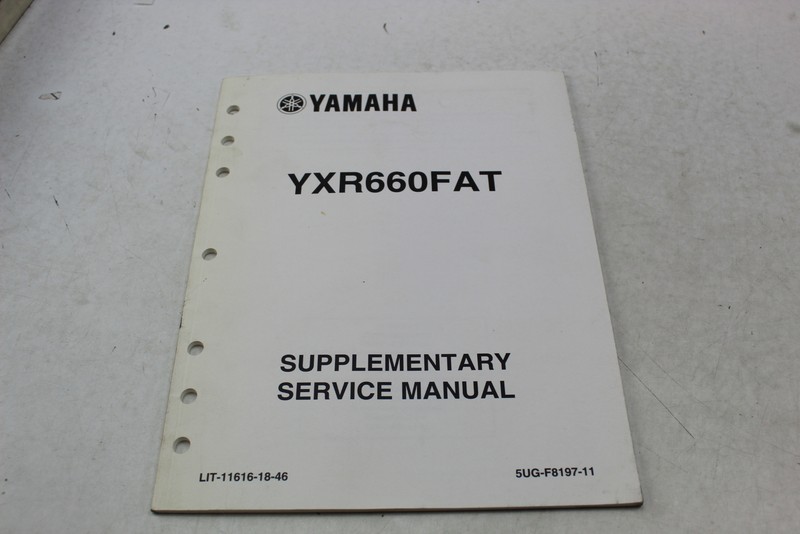 YAMAHA
YXR660FAT
SUPPLEMENTARY
SERVICE MANUAL
LIT-11616-18-46
5UG-F8197-11